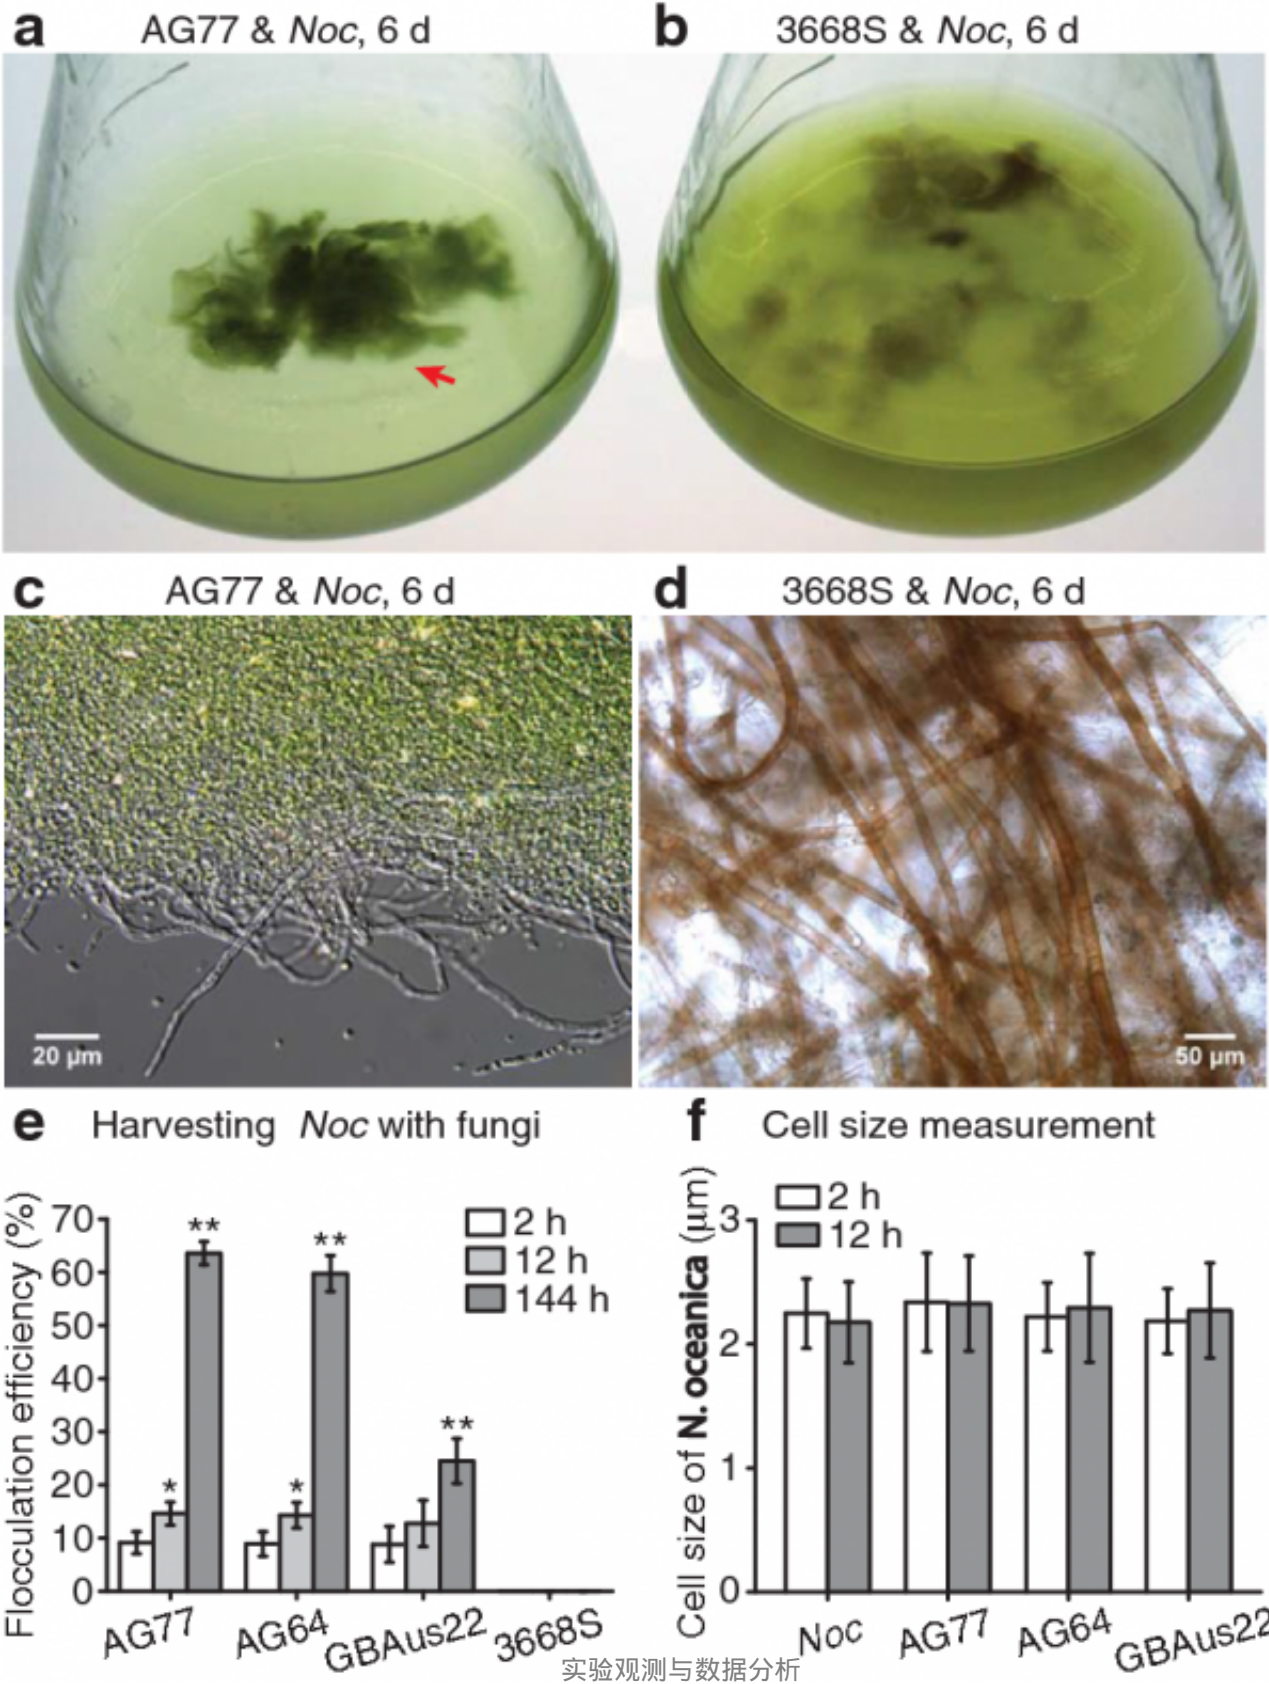 a AG77 & Noc, 6 d
b 3668S & Noc, 6 d
c AG77 & Noc, 6 d
d 3668S & Noc, 6 d
20 µm
50 µm
e Harvesting Noc with fungi
Flocculation efficiency (%)
70
60
50
40
30
20
10
0
2 h
12 h
144 h
**
**
**
*
*
AG77
AG64
GBAus22
3668S
f Cell size measurement
Cell size of N. oceanica (µm)
3
2
1
0
2 h
12 h
Noc
AG77
AG64
GBAus22
实验观测与数据分析